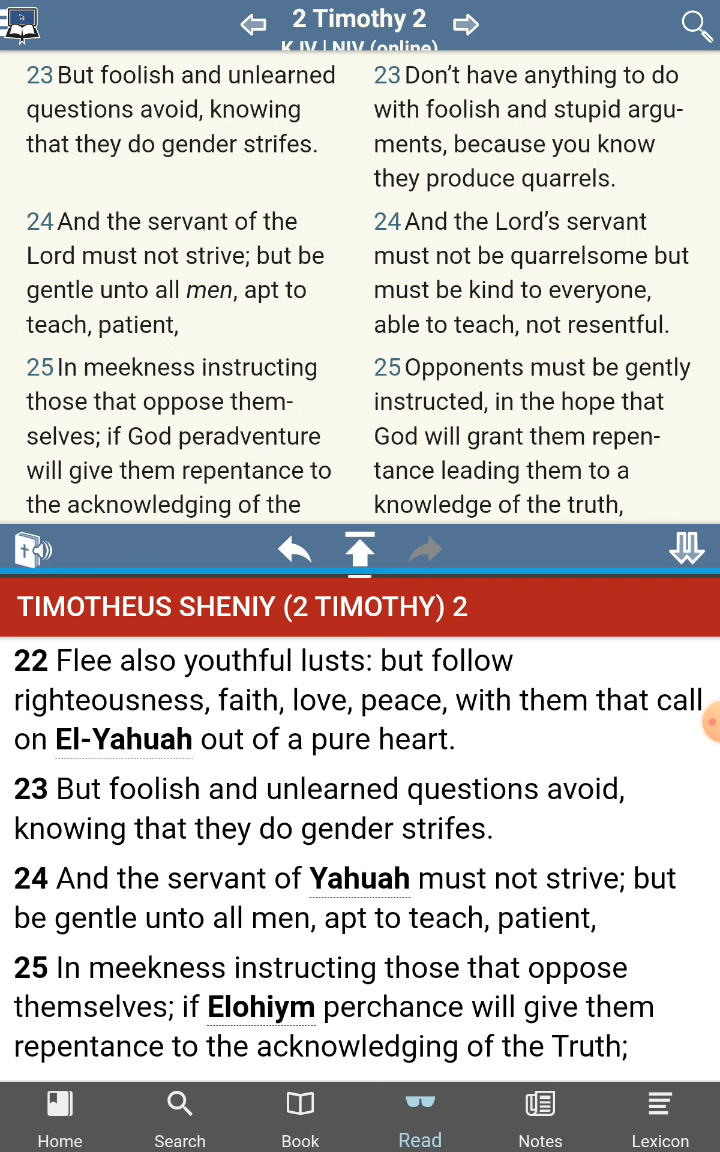 2 Timothy 2
KJV | NIV (online)
23 But foolish and unlearned
questions avoid, knowing
that they do gender strifes.
24 And the servant of the
Lord must not strive; but be
gentle unto all men, apt to
teach, patient,
25 In meekness instructing
those that oppose them-
selves; if God peradventure
will give them repentance to
the acknowledging of the
23 Don’t have anything to do
with foolish and stupid argu-
ments, because you know
they produce quarrels.
24 And the Lord’s servant
must not be quarrelsome but
must be kind to everyone,
able to teach, not resentful.
25 Opponents must be gently
instructed, in the hope that
God will grant them repen-
tance leading them to a
knowledge of the truth,
TIMOTHEUS SHENIY (2 TIMOTHY) 2
22 Flee also youthful lusts: but follow
righteousness, faith, love, peace, with them that call
on El-Yahuah out of a pure heart.
23 But foolish and unlearned questions avoid,
knowing that they do gender strifes.
24 And the servant of Yahuah must not strive; but
be gentle unto all men, apt to teach, patient,
25 In meekness instructing those that oppose
themselves; if Elohiym perchance will give them
repentance to the acknowledging of the Truth;
Home Search Book Read Notes Lexicon